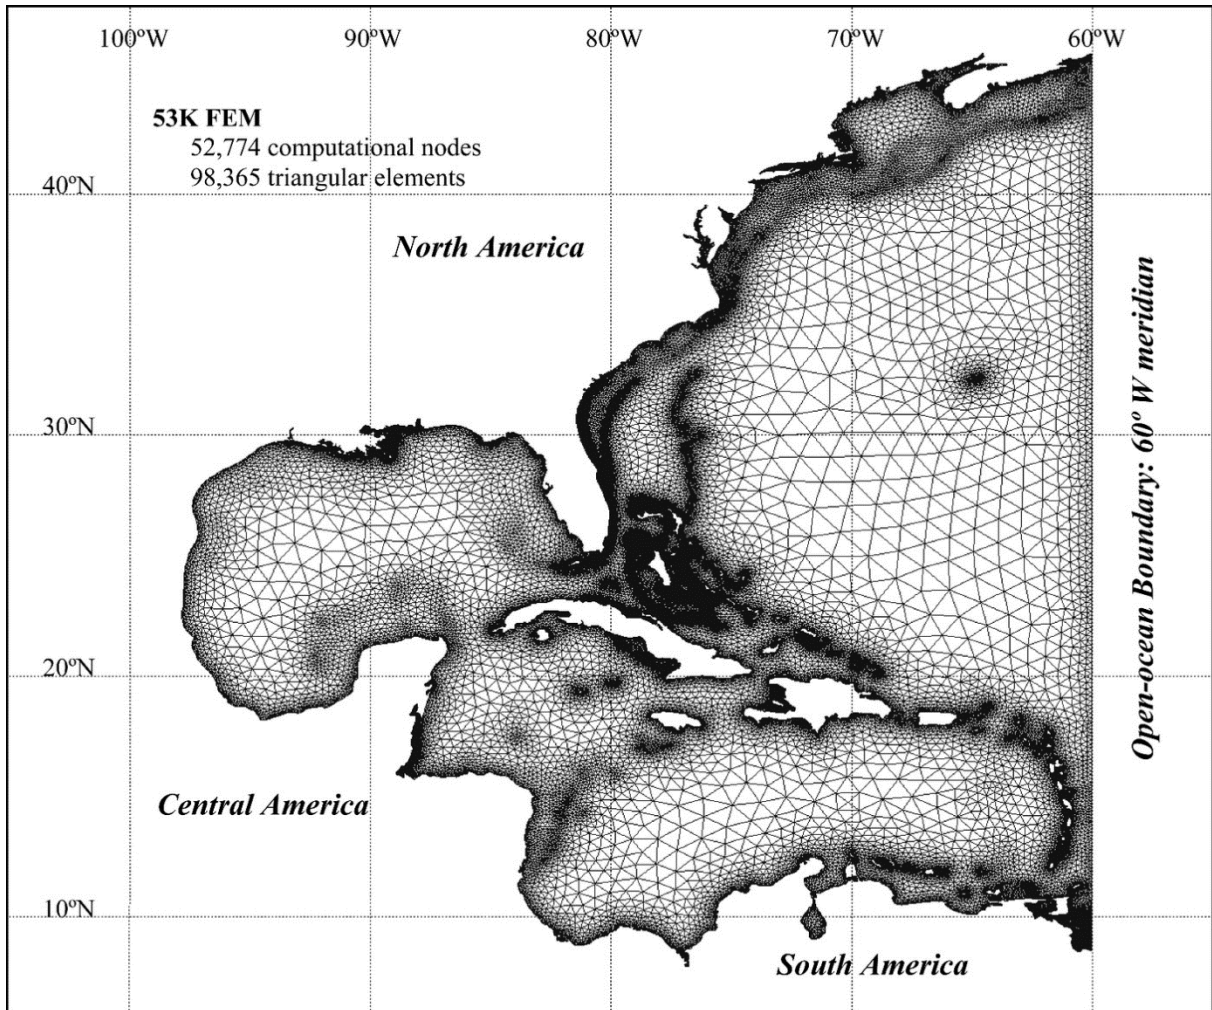 100ºW 90ºW 80ºW 70ºW 60ºW
53K FEM
52,774 computational nodes
98,365 triangular elements
40ºN
North America
Open-ocean Boundary: 60º W meridian
30ºN
20ºN
Central America
10ºN
South America